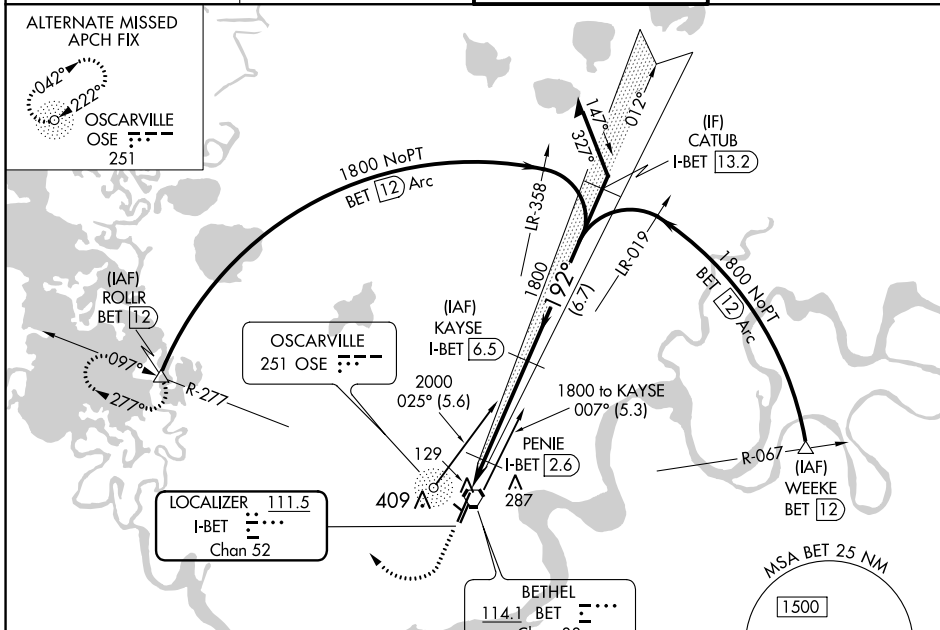 ALTERNATE MISSED
APCH FIX
042°
222°
OSCARVILLE
OSE
251
1800 NoPT
BET 12 Arc
LR-358
147°
327°
012°
(IF)
CATUB
I-BET 13.2
LR-019
1800 NoPT
BET 12 Arc
1800
192°
(6.7)
(IAF)
ROLLR
BET 12
097°
277°
R-277
(IAF)
KAYSE
I-BET 6.5
OSCARVILLE
251 OSE
2000
025° (5.6)
1800 to KAYSE
007° (5.3)
PENIE
I-BET 2.6
129
409
287
R-067
(IAF)
WEEKE
BET 12
LOCALIZER 111.5
I-BET
Chan 52
BETHEL
114.1 BET
MSA BET 25 NM
1500